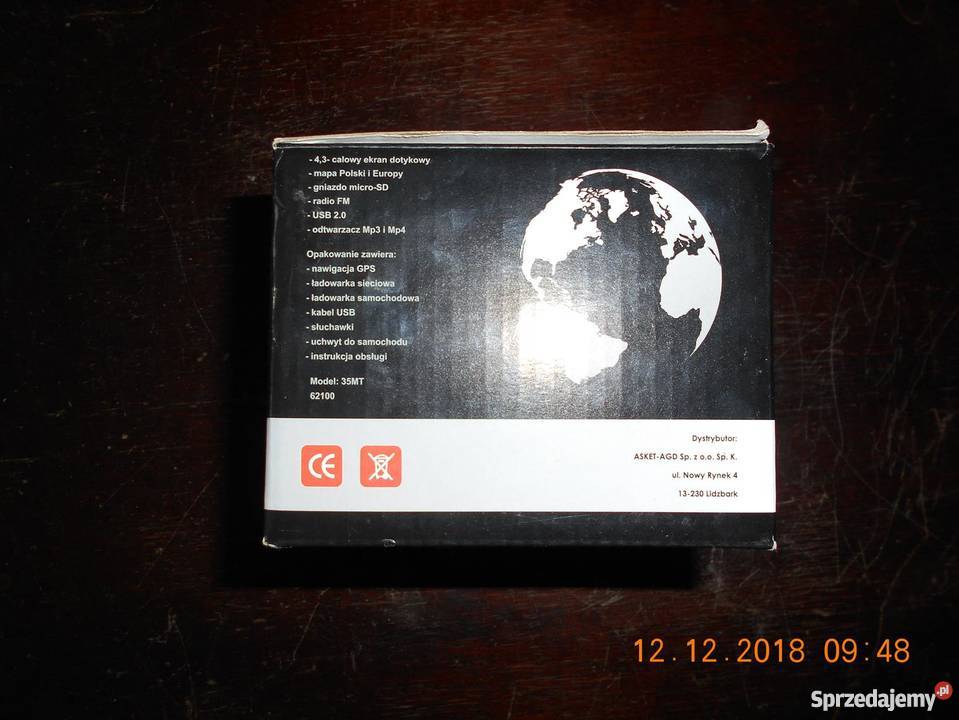 - 4,3- calowy ekran dotykowy
- mapa Polski i Europy
- gniazdo micro-SD
- radio FM
- USB 2.0
- odtwarzacz Mp3 i Mp4
Opakowanie zawiera:
- nawigacja GPS
- ładowarka sieciowa
- ładowarka samochodowa
- kabel USB
- słuchawki
- uchwyt do samochodu
- instrukcja obsługi
Model: 35MT
62100
CE
Dystrybutor:
ASKET-AGD Sp. z o.o. Sp. K.
ul. Nowy Rynek 4
13-230 Lidzbark
12.12.2018 09:48
Sprzedajemy.pl